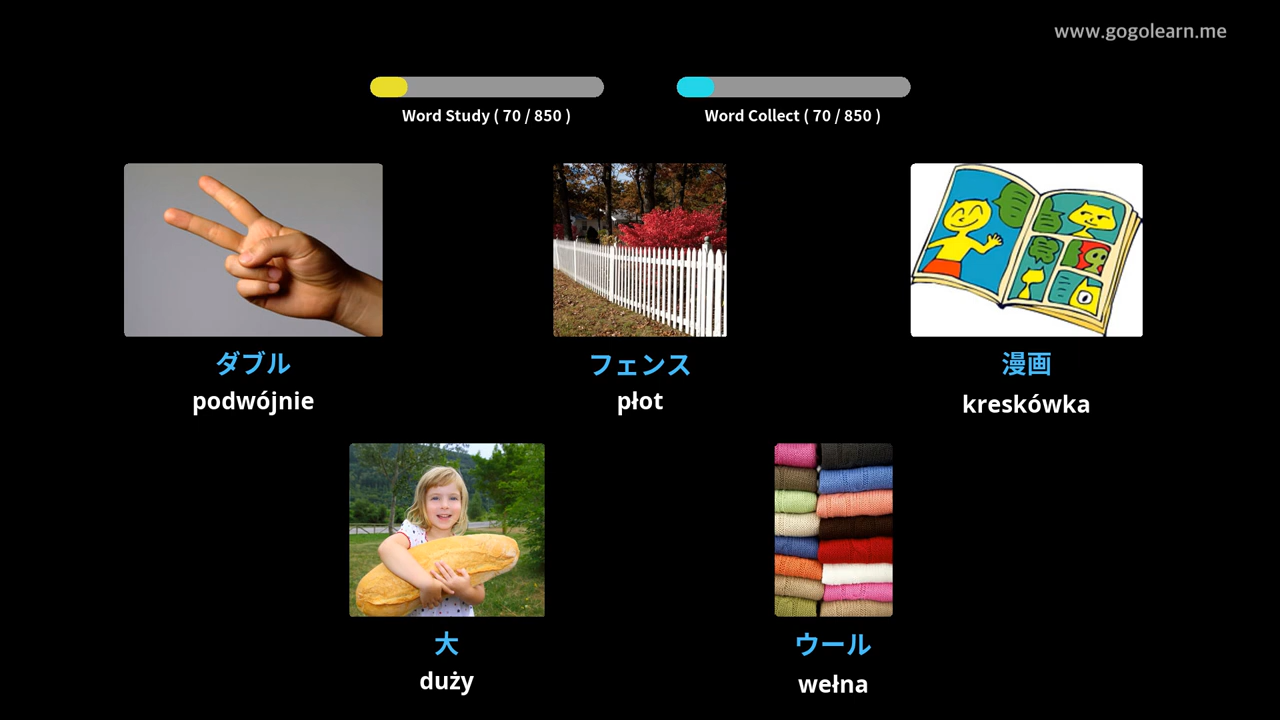 www.gogolearn.me
Word Study ( 70 / 850 )
Word Collect ( 70 / 850 )
ダブル
podwójnie
フェンス
płot
漫画
kreskówka
大
duży
ウール
wełna